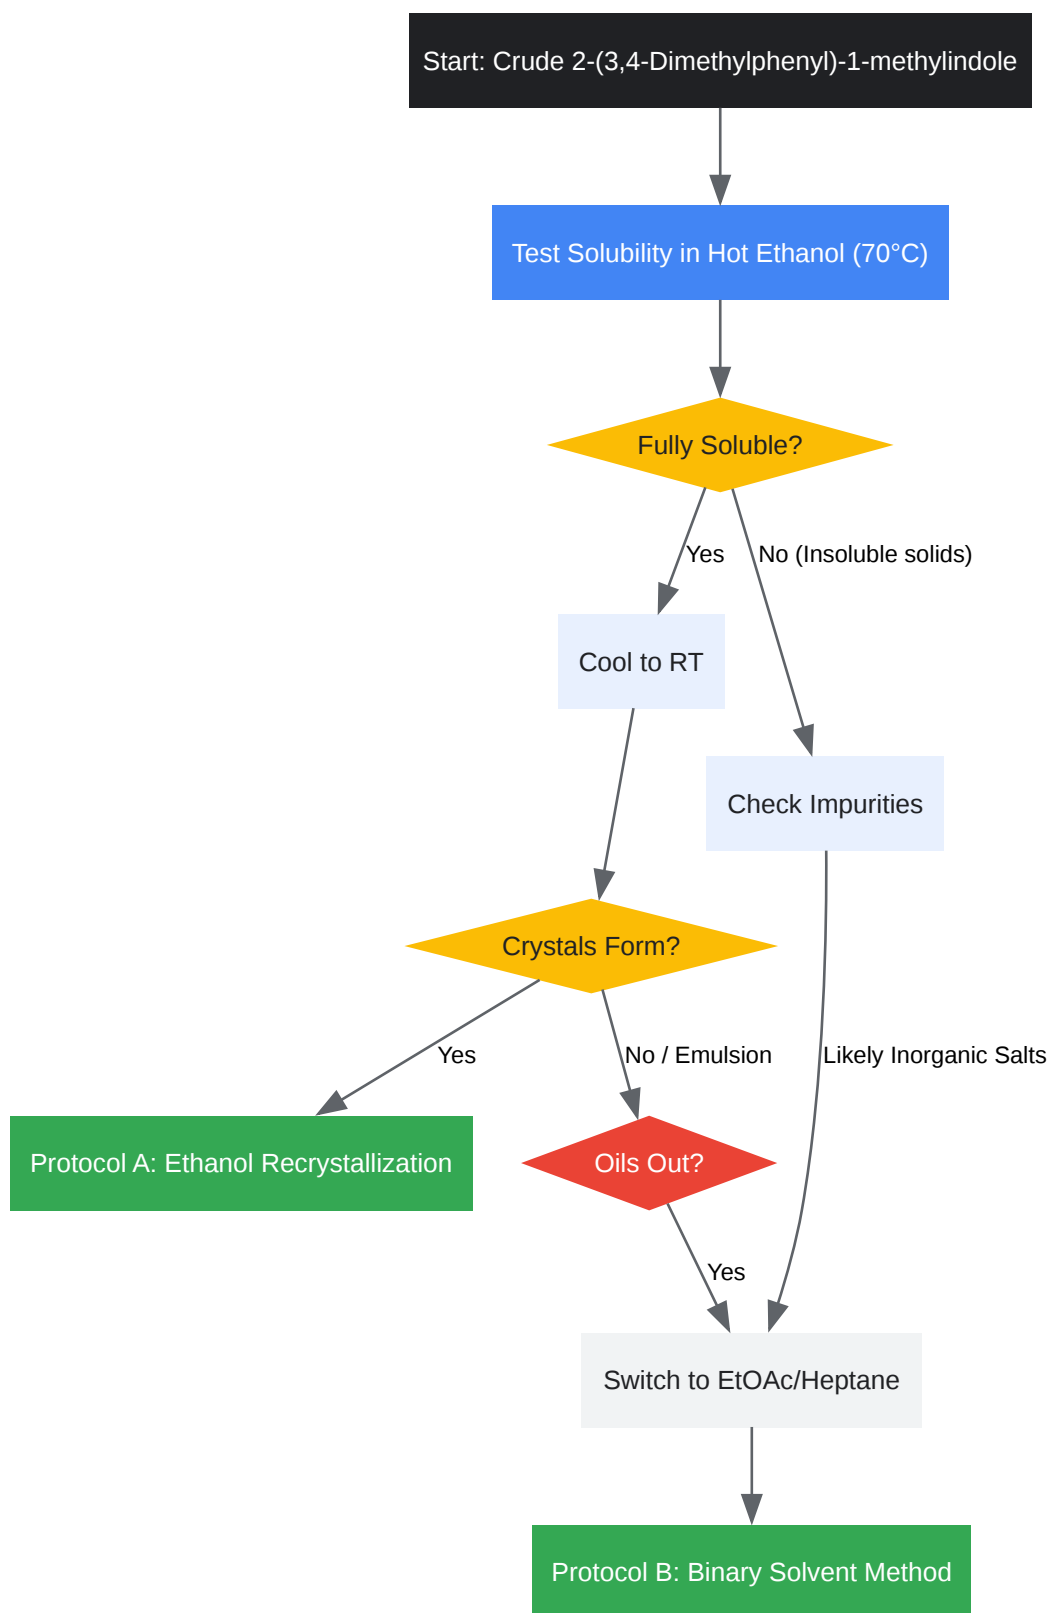 Start: Crude 2-(3,4-Dimethylphenyl)-1-methylindole
Test Solubility in Hot Ethanol (70°C)
Fully Soluble?
Yes
No (Insoluble solids)
Cool to RT
Check Impurities
Crystals Form?
Yes
No / Emulsion
Likely Inorganic Salts
Protocol A: Ethanol Recrystallization
Oils Out?
Yes
Switch to EtOAc/Heptane
Protocol B: Binary Solvent Method